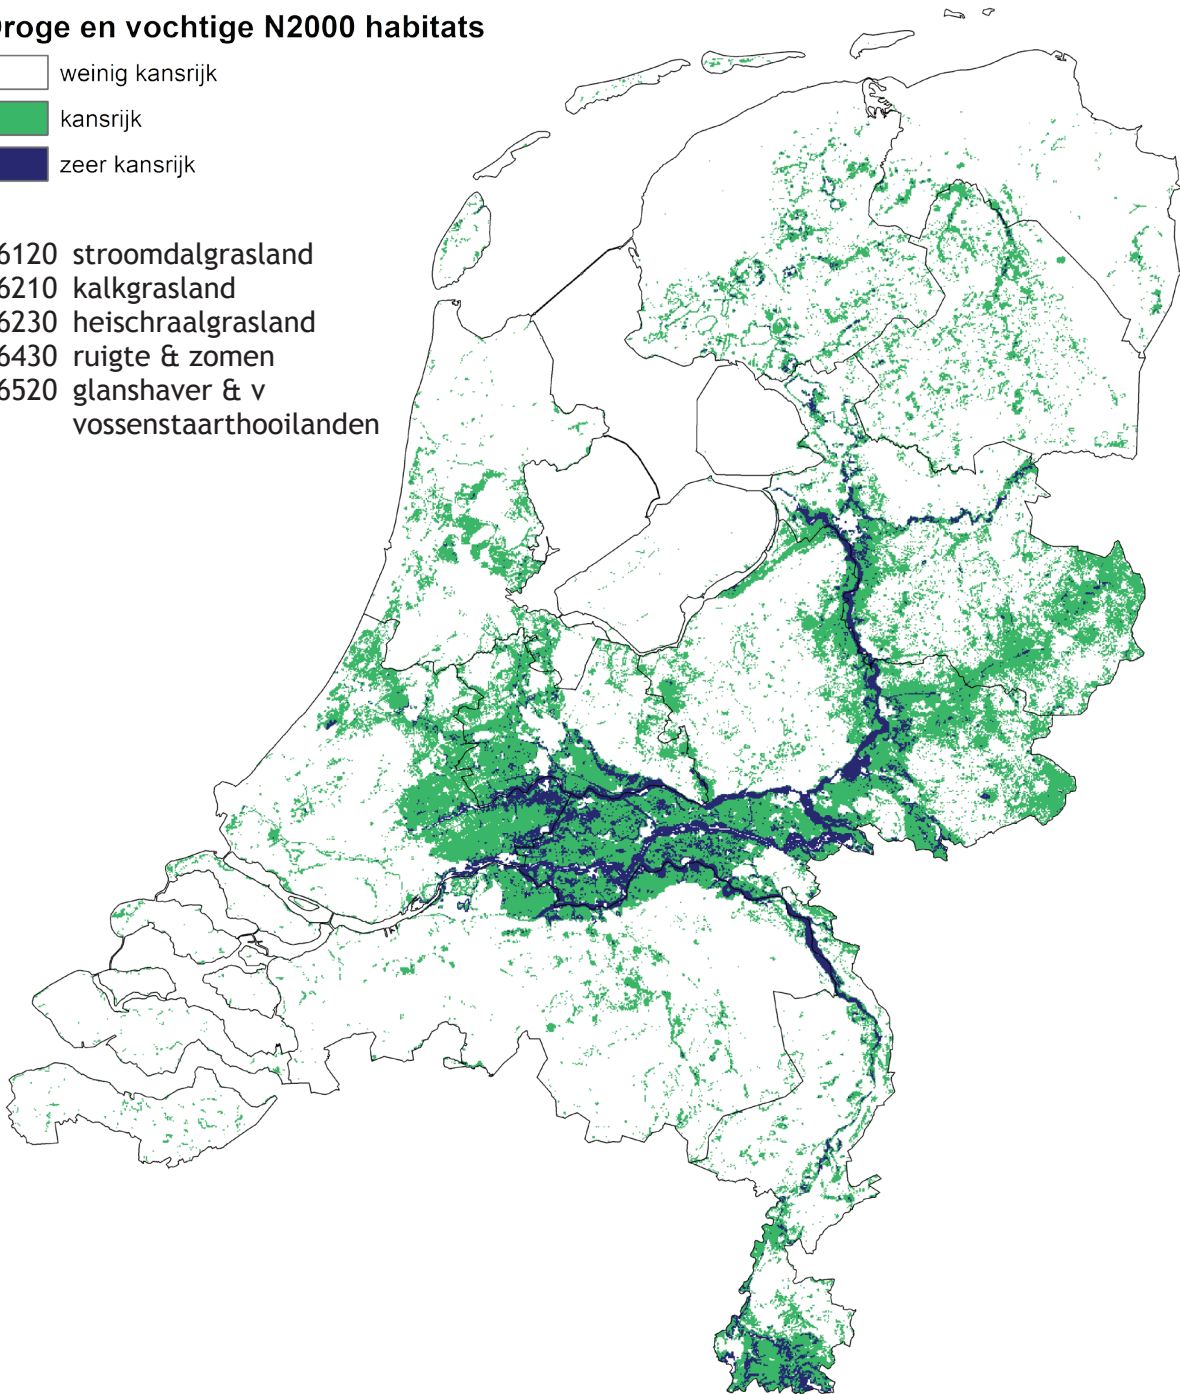 roge en vochtige N2000 habitats
weinig kansrijk
kansrijk
zeer kansrijk
6120 stroomdalgrasland
6210 kalkgrasland
6230 heischraalgrasland
6430 ruigte & zomen
6520 glanshaver & v
vossenstaarthooilanden